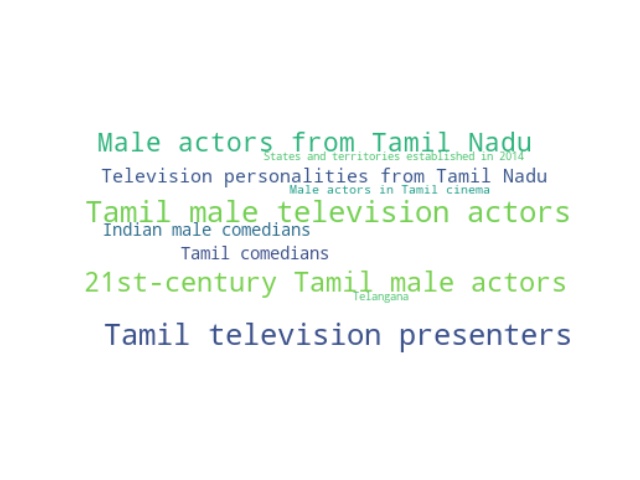 Male actors from Tamil Nadu
States and territories established in 2014
Television personalities from Tamil Nadu
Male actors in Tamil cinema
Tamil male television actors
Indian male comedians
Tamil comedians
21st-century Tamil male actors
Telangana
Tamil television presenters